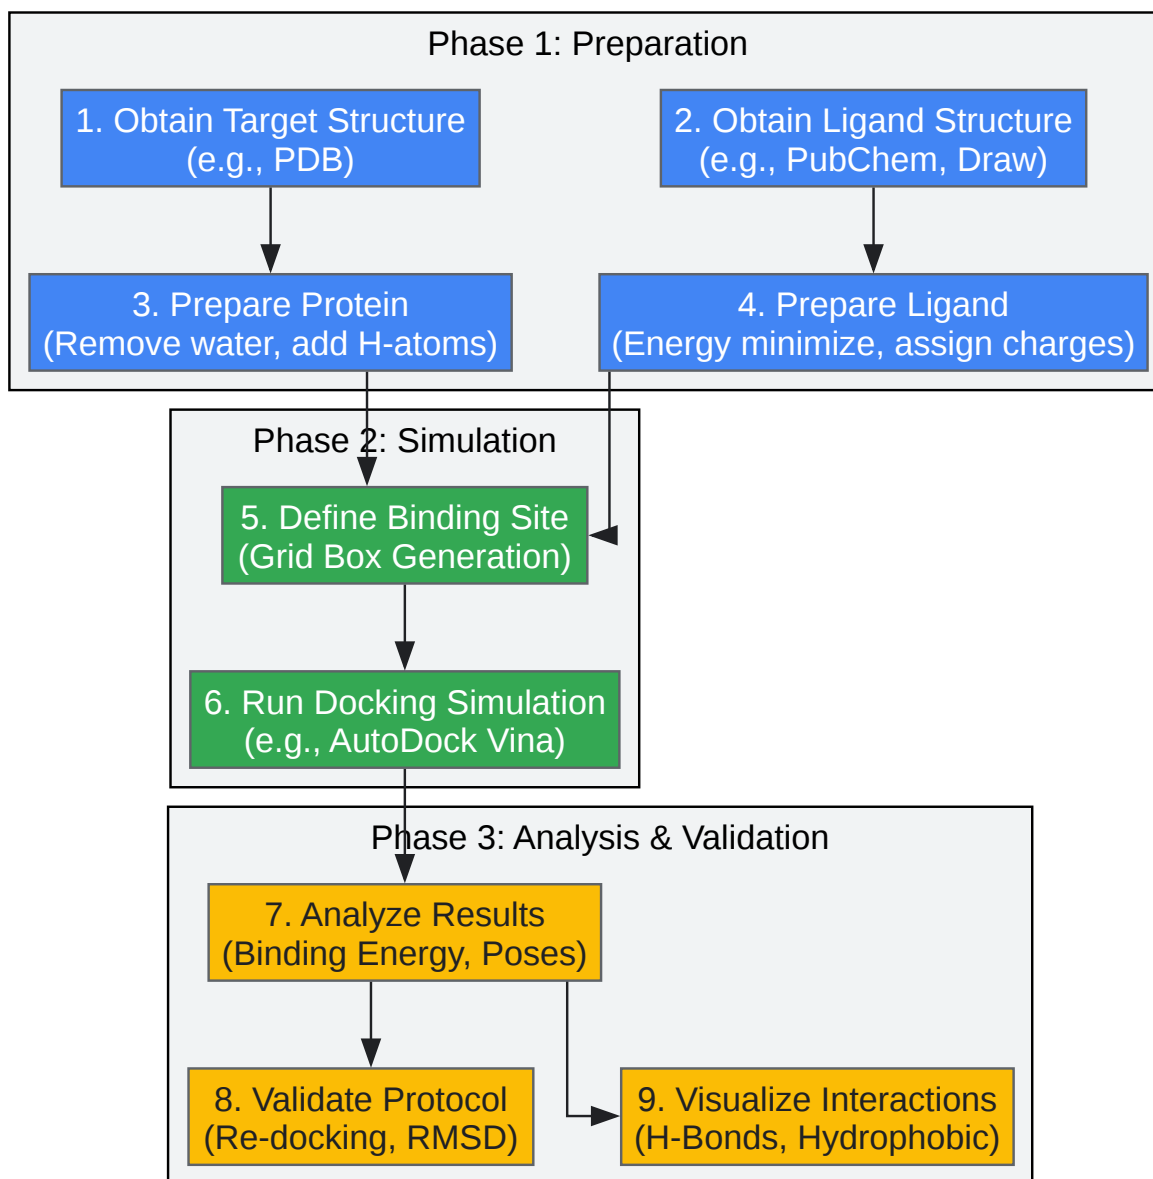 Phase 1: Preparation
1. Obtain Target Structure
(e.g., PDB)
2. Obtain Ligand Structure
(e.g., PubChem, Draw)
3. Prepare Protein
(Remove water, add H-atoms)
4. Prepare Ligand
(Energy minimize, assign charges)
Phase 2: Simulation
5. Define Binding Site
(Grid Box Generation)
6. Run Docking Simulation
(e.g., AutoDock Vina)
Phase 3: Analysis & Validation
7. Analyze Results
(Binding Energy, Poses)
8. Validate Protocol
(Re-docking, RMSD)
9. Visualize Interactions
(H-Bonds, Hydrophobic)